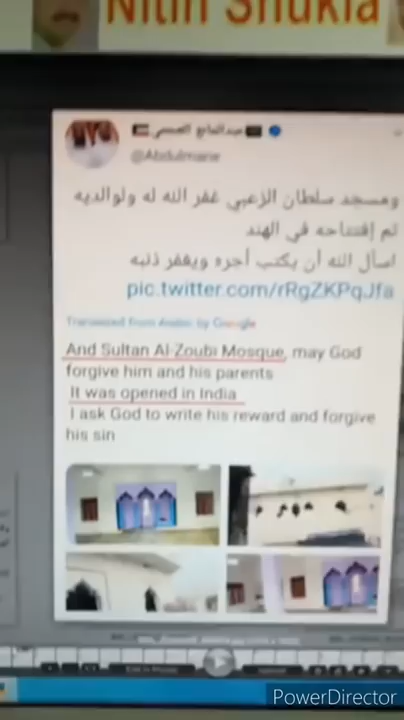 Nitin Shukla
@Abdulmane
ومسجد سلطان الزعبي غفر الله له ولوالديه
تم إفتتاحه في الهند
اسأل الله أن يكتب أجره ويغفر ذنبه
pic.twitter.com/rRgZKPqJfa
Translated from Arabic by Google
And Sultan Al-Zoubi Mosque, may God
forgive him and his parents
It was opened in India
I ask God to write his reward and forgive
his sin
PowerDirector